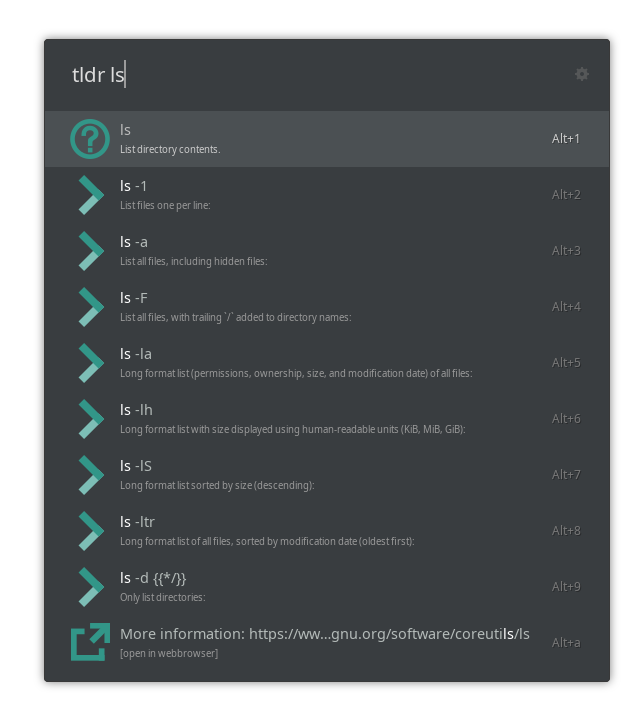 tldr ls
ls
List directory contents.
Alt+1
ls -1
List files one per line:
Alt+2
ls -a
List all files, including hidden files:
Alt+3
ls -F
List all files, with trailing `/` added to directory names:
Alt+4
ls -la
Long format list (permissions, ownership, size, and modification date) of all files:
Alt+5
ls -lh
Long format list with size displayed using human-readable units (KiB, MiB, GiB):
Alt+6
ls -lS
Long format list sorted by size (descending):
Alt+7
ls -ltr
Long format list of all files, sorted by modification date (oldest first):
Alt+8
ls -d {{*/}}
Only list directories:
Alt+9
More information: https://ww...gnu.org/software/coreutils/ls
[open in webbrowser]
Alt+a